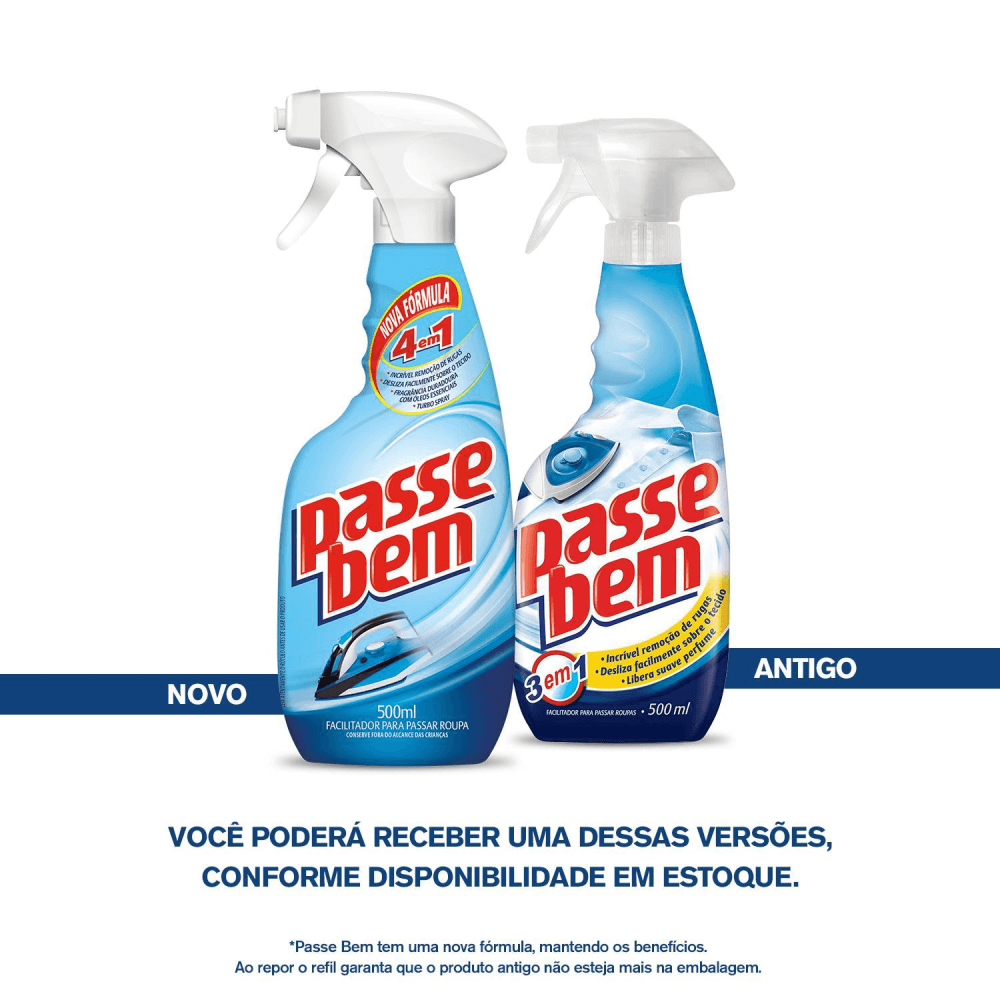 NOVA FÓRMULA
4em1
• INCRÍVEL REMOÇÃO DE RUGAS
• DESLIZA FACILMENTE SOBRE O TECIDO
• FRAGRÂNCIA DURADOURA
COM ÓLEOS ESSENCIAIS
• TURBO SPRAY
passe
bem
500ml
FACILITADOR PARA PASSAR ROUPA
CONSERVE FORA DO ALCANCE DAS CRIANÇAS
passe
bem
3 em 1
• Incrível remoção de rugas
• Desliza facilmente sobre o tecido
• Libera suave perfume
FACILITADOR PARA PASSAR ROUPAS • 500 ml
NOVO
ANTIGO
VOCÊ PODERÁ RECEBER UMA DESSAS VERSÕES,
CONFORME DISPONIBILIDADE EM ESTOQUE.
*Passe Bem tem uma nova fórmula, mantendo os benefícios.
Ao repor o refil garanta que o produto antigo não esteja mais na embalagem.